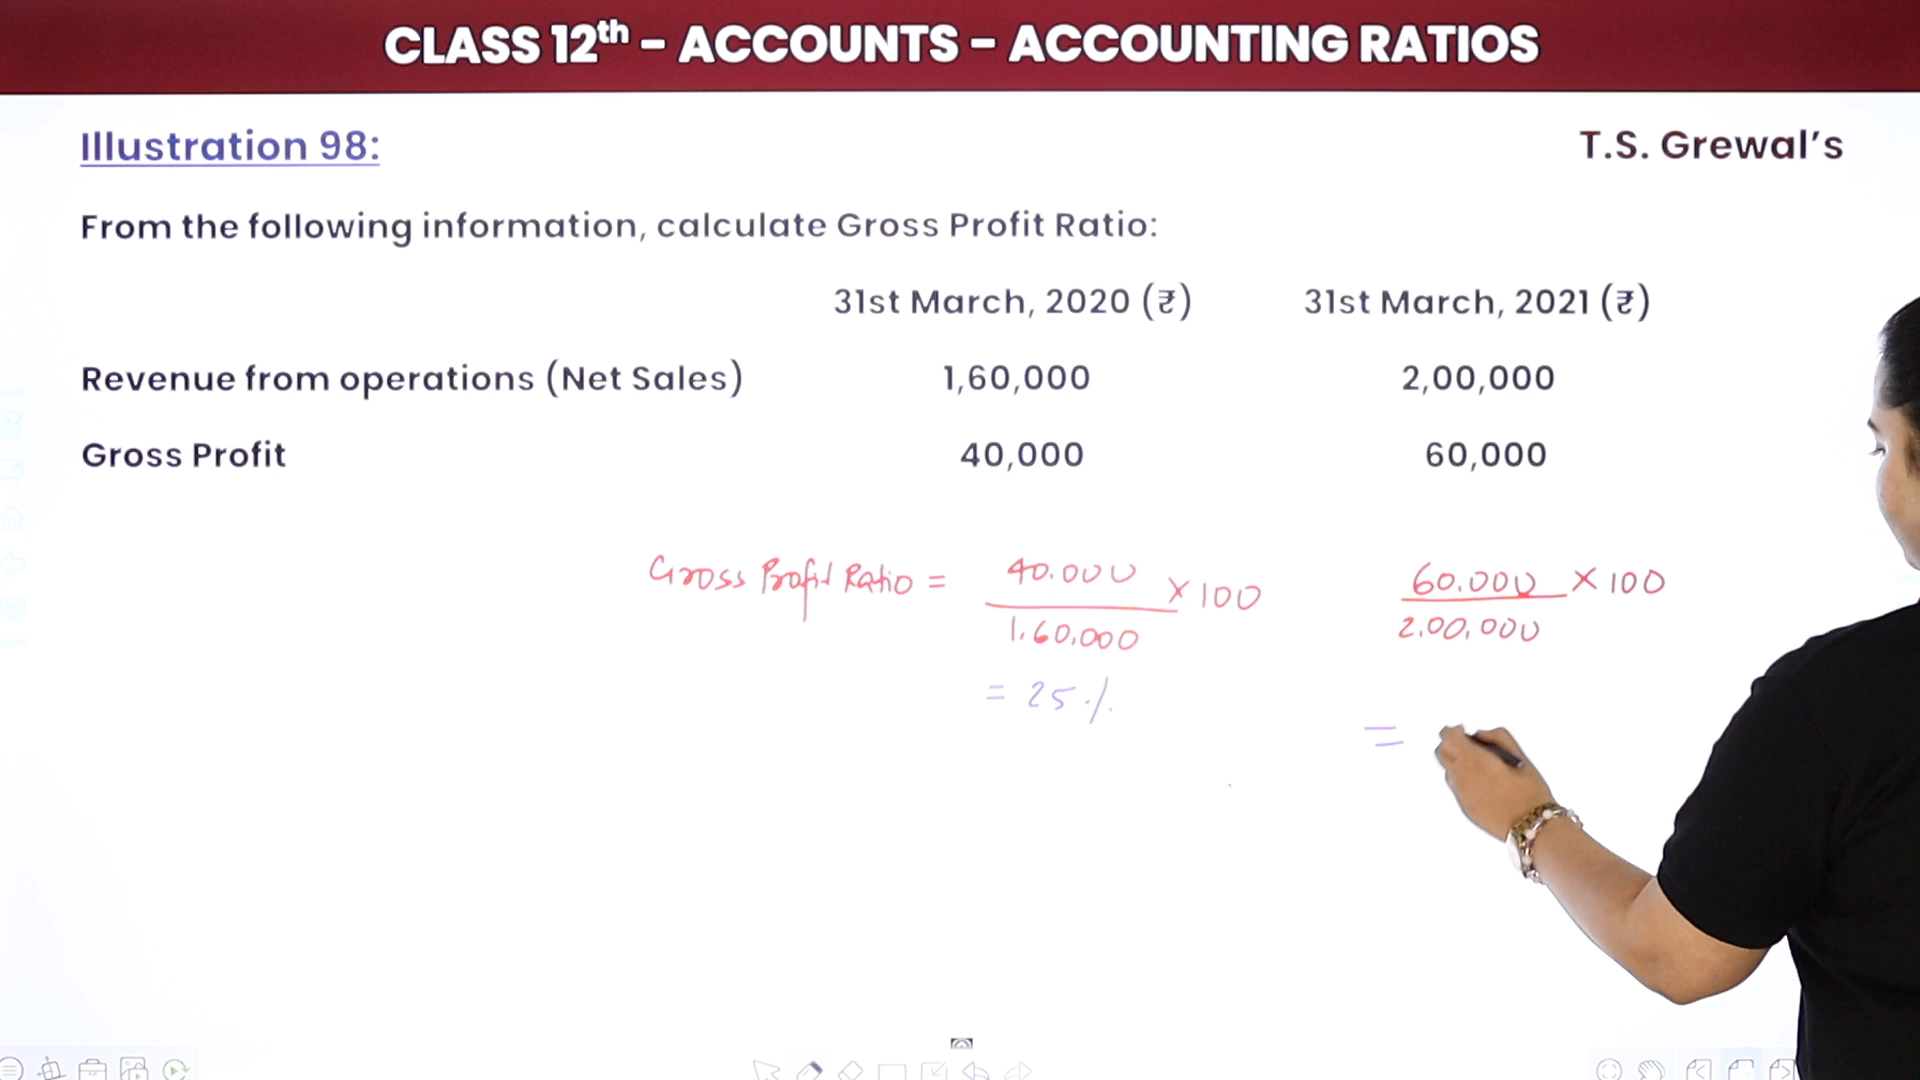 CLASS 12th – ACCOUNTS – ACCOUNTING RATIOS
Illustration 98:
T.S. Grewal's
From the following information, calculate Gross Profit Ratio:
31st March, 2020 (₹) 31st March, 2021 (₹)
Revenue from operations (Net Sales) 1,60,000 2,00,000
Gross Profit 40,000 60,000
Gross Profit Ratio = 40.000 / 1,60,000 × 100 60.000 / 2,00,000 × 100
= 25 % =